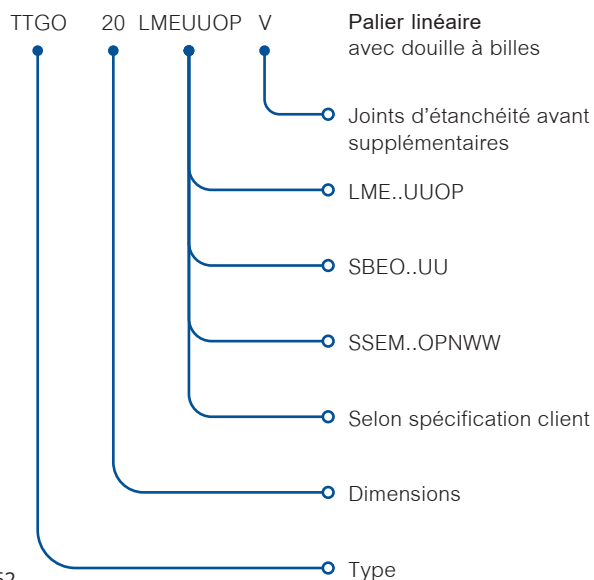 TTGO 20 LMEUUOP V
Palier linéaire
avec douille à billes
Joints d'étanchéité avant
supplémentaires
LME..UUOP
SBEO..UU
SSEM..OPNWW
Selon spécification client
Dimensions
Type